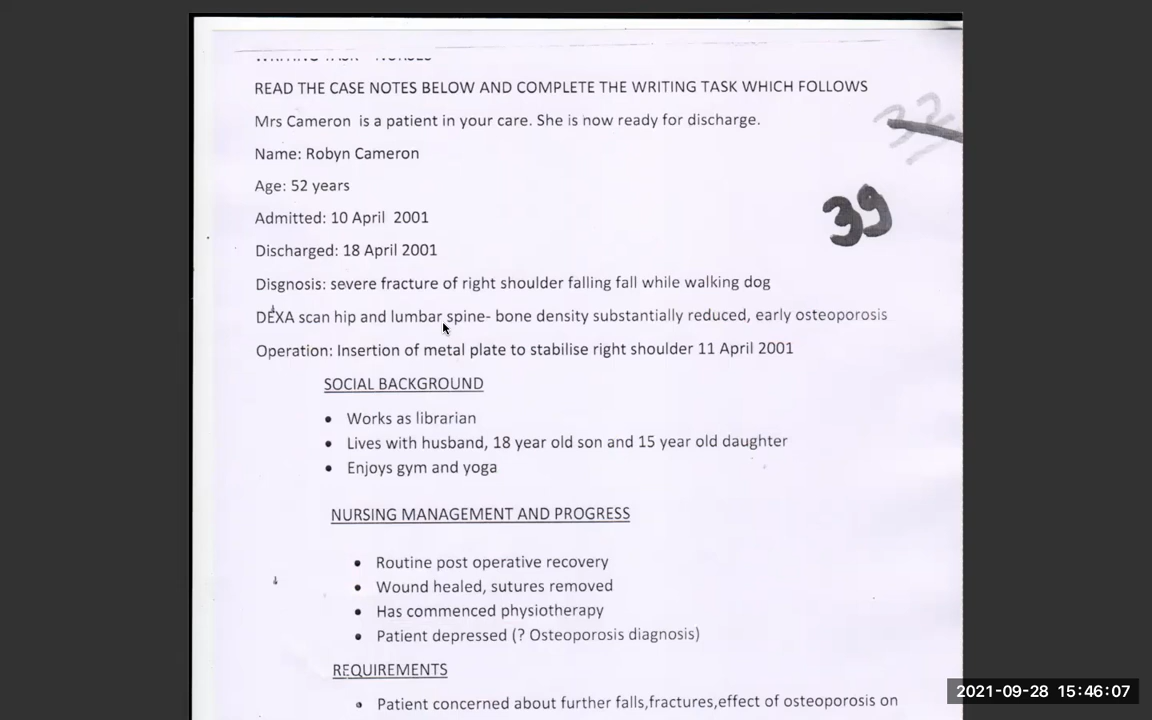 READ THE CASE NOTES BELOW AND COMPLETE THE WRITING TASK WHICH FOLLOWS
Mrs Cameron is a patient in your care. She is now ready for discharge.
Name: Robyn Cameron
Age: 52 years
39
Admitted: 10 April 2001
Discharged: 18 April 2001
Disgnosis: severe fracture of right shoulder falling fall while walking dog
DEXA scan hip and lumbar spine- bone density substantially reduced, early osteoporosis
Operation: Insertion of metal plate to stabilise right shoulder 11 April 2001
SOCIAL BACKGROUND
• Works as librarian
• Lives with husband, 18 year old son and 15 year old daughter
• Enjoys gym and yoga
NURSING MANAGEMENT AND PROGRESS
• Routine post operative recovery
• Wound healed, sutures removed
• Has commenced physiotherapy
• Patient depressed (? Osteoporosis diagnosis)
REQUIREMENTS
• Patient concerned about further falls,fractures,effect of osteoporosis on
2021-09-28 15:46:07